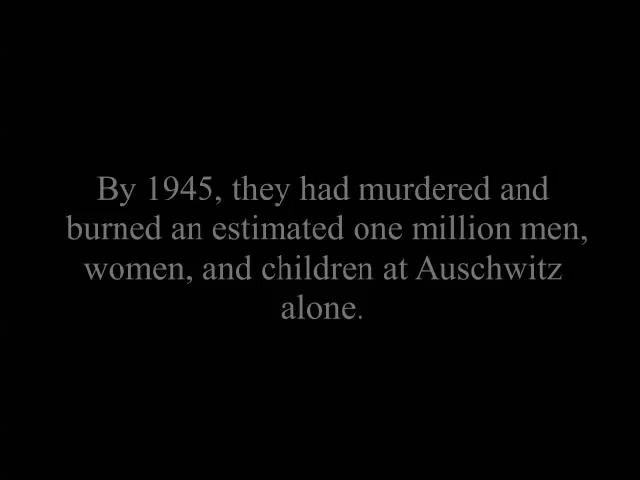 By 1945, they had murdered and
burned an estimated one million men,
women, and children at Auschwitz
alone.